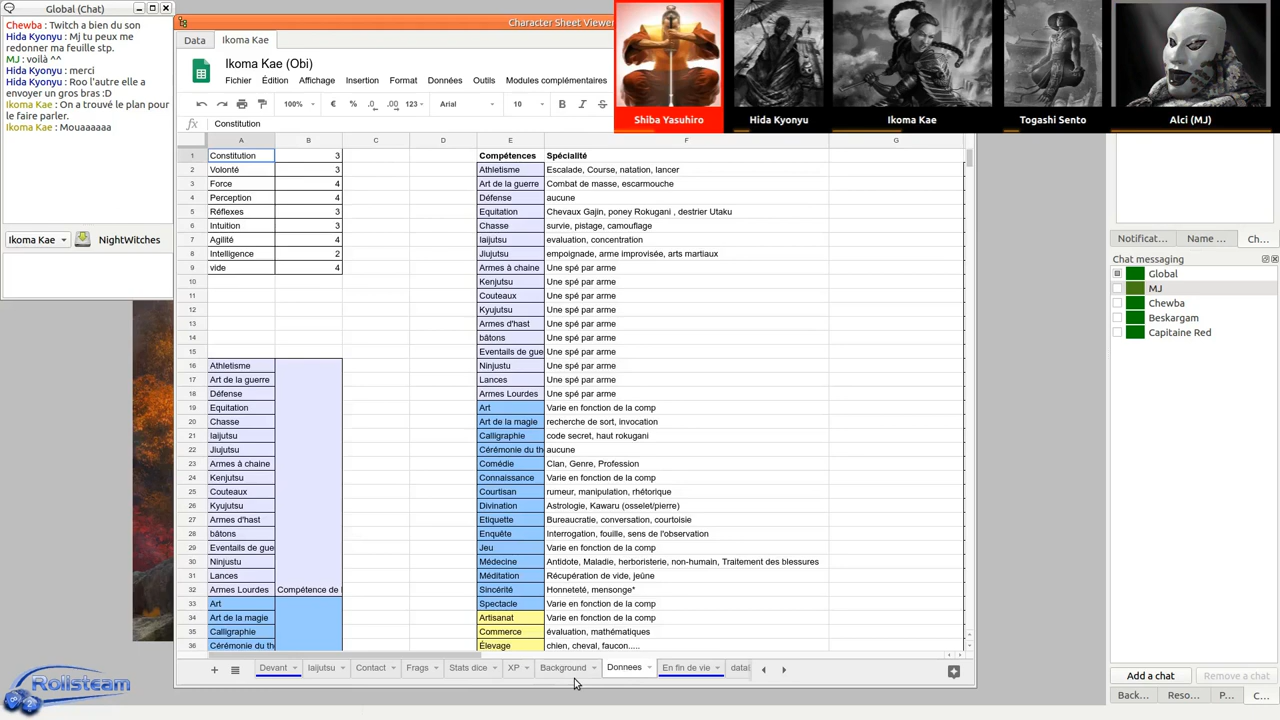 Global (Chat)
Chewba : Twitch a bien du son
Hida Kyonyu : Mj tu peux me
redonner ma feuille stp.
MJ : voilà ^^
Hida Kyonyu : merci
Hida Kyonyu : Roo l'autre elle a
envoyer un gros bras :D
Ikoma Kae : On a trouvé le plan pour
le faire parler.
Ikoma Kae : Mouaaaaaa
Ikoma Kae
NightWitches
Character Sheet Viewer
Data
Ikoma Kae
Ikoma Kae (Obi)
Fichier Édition Affichage Insertion Format Données Outils Modules complémentaires
100% € % .0 .00 123 Arial 10 B I S
fx Constitution
A B C D E F G
1 Constitution 3 Compétences Spécialité
2 Volonté 3 Athletisme Escalade, Course, natation, lancer
3 Force 4 Art de la guerre Combat de masse, escarmouche
4 Perception 4 Défense aucune
5 Réflexes 3 Equitation Chevaux Gajin, poney Rokugani , destrier Utaku
6 Intuition 3 Chasse survie, pistage, camouflage
7 Agilité 4 Iaijutsu evaluation, concentration
8 Intelligence 2 Jiujutsu empoignade, arme improvisée, arts martiaux
9 vide 4 Armes à chaine Une spé par arme
10 Kenjutsu Une spé par arme
11 Couteaux Une spé par arme
12 Kyujutsu Une spé par arme
13 Armes d'hast Une spé par arme
14 bâtons Une spé par arme
15 Eventails de gue Une spé par arme
16 Athletisme Ninjustu Une spé par arme
17 Art de la guerre Lances Une spé par arme
18 Défense Armes Lourdes Une spé par arme
19 Equitation Art Varie en fonction de la comp
20 Chasse Art de la magie recherche de sort, invocation
21 Iaijutsu Calligraphie code secret, haut rokugani
22 Jiujutsu Cérémonie du th aucune
23 Armes à chaine Comédie Clan, Genre, Profession
24 Kenjutsu Connaissance Varie en fonction de la comp
25 Couteaux Courtisan rumeur, manipulation, rhétorique
26 Kyujutsu Divination Astrologie, Kawaru (osselet/pierre)
27 Armes d'hast Etiquette Bureaucratie, conversation, courtoisie
28 bâtons Enquête Interrogation, fouille, sens de l'observation
29 Eventails de gue Jeu Varie en fonction de la comp
30 Ninjustu Médecine Antidote, Maladie, herboristerie, non-humain, Traitement des blessures
31 Lances Méditation Récupération de vide, jeûne
32 Armes Lourdes Compétence de Sincérité Honneteté, mensonge*
33 Art Spectacle Varie en fonction de la comp
34 Art de la magie Artisanat Varie en fonction de la comp
35 Calligraphie Commerce évaluation, mathématiques
36 Cérémonie du th Élevage chien, cheval, faucon.....
Devant Iaijutsu Contact Frags Stats dice XP Background Donnees En fin de vie
Shiba Yasuhiro
Hida Kyonyu
Ikoma Kae
Togashi Sento
Alci (MJ)
Notificat... Name ... Ch...
Chat messaging
Global
MJ
Chewba
Beskargam
Capitaine Red
Add a chat
Remove a chat
Back... Reso... P... C...
Rolisteam